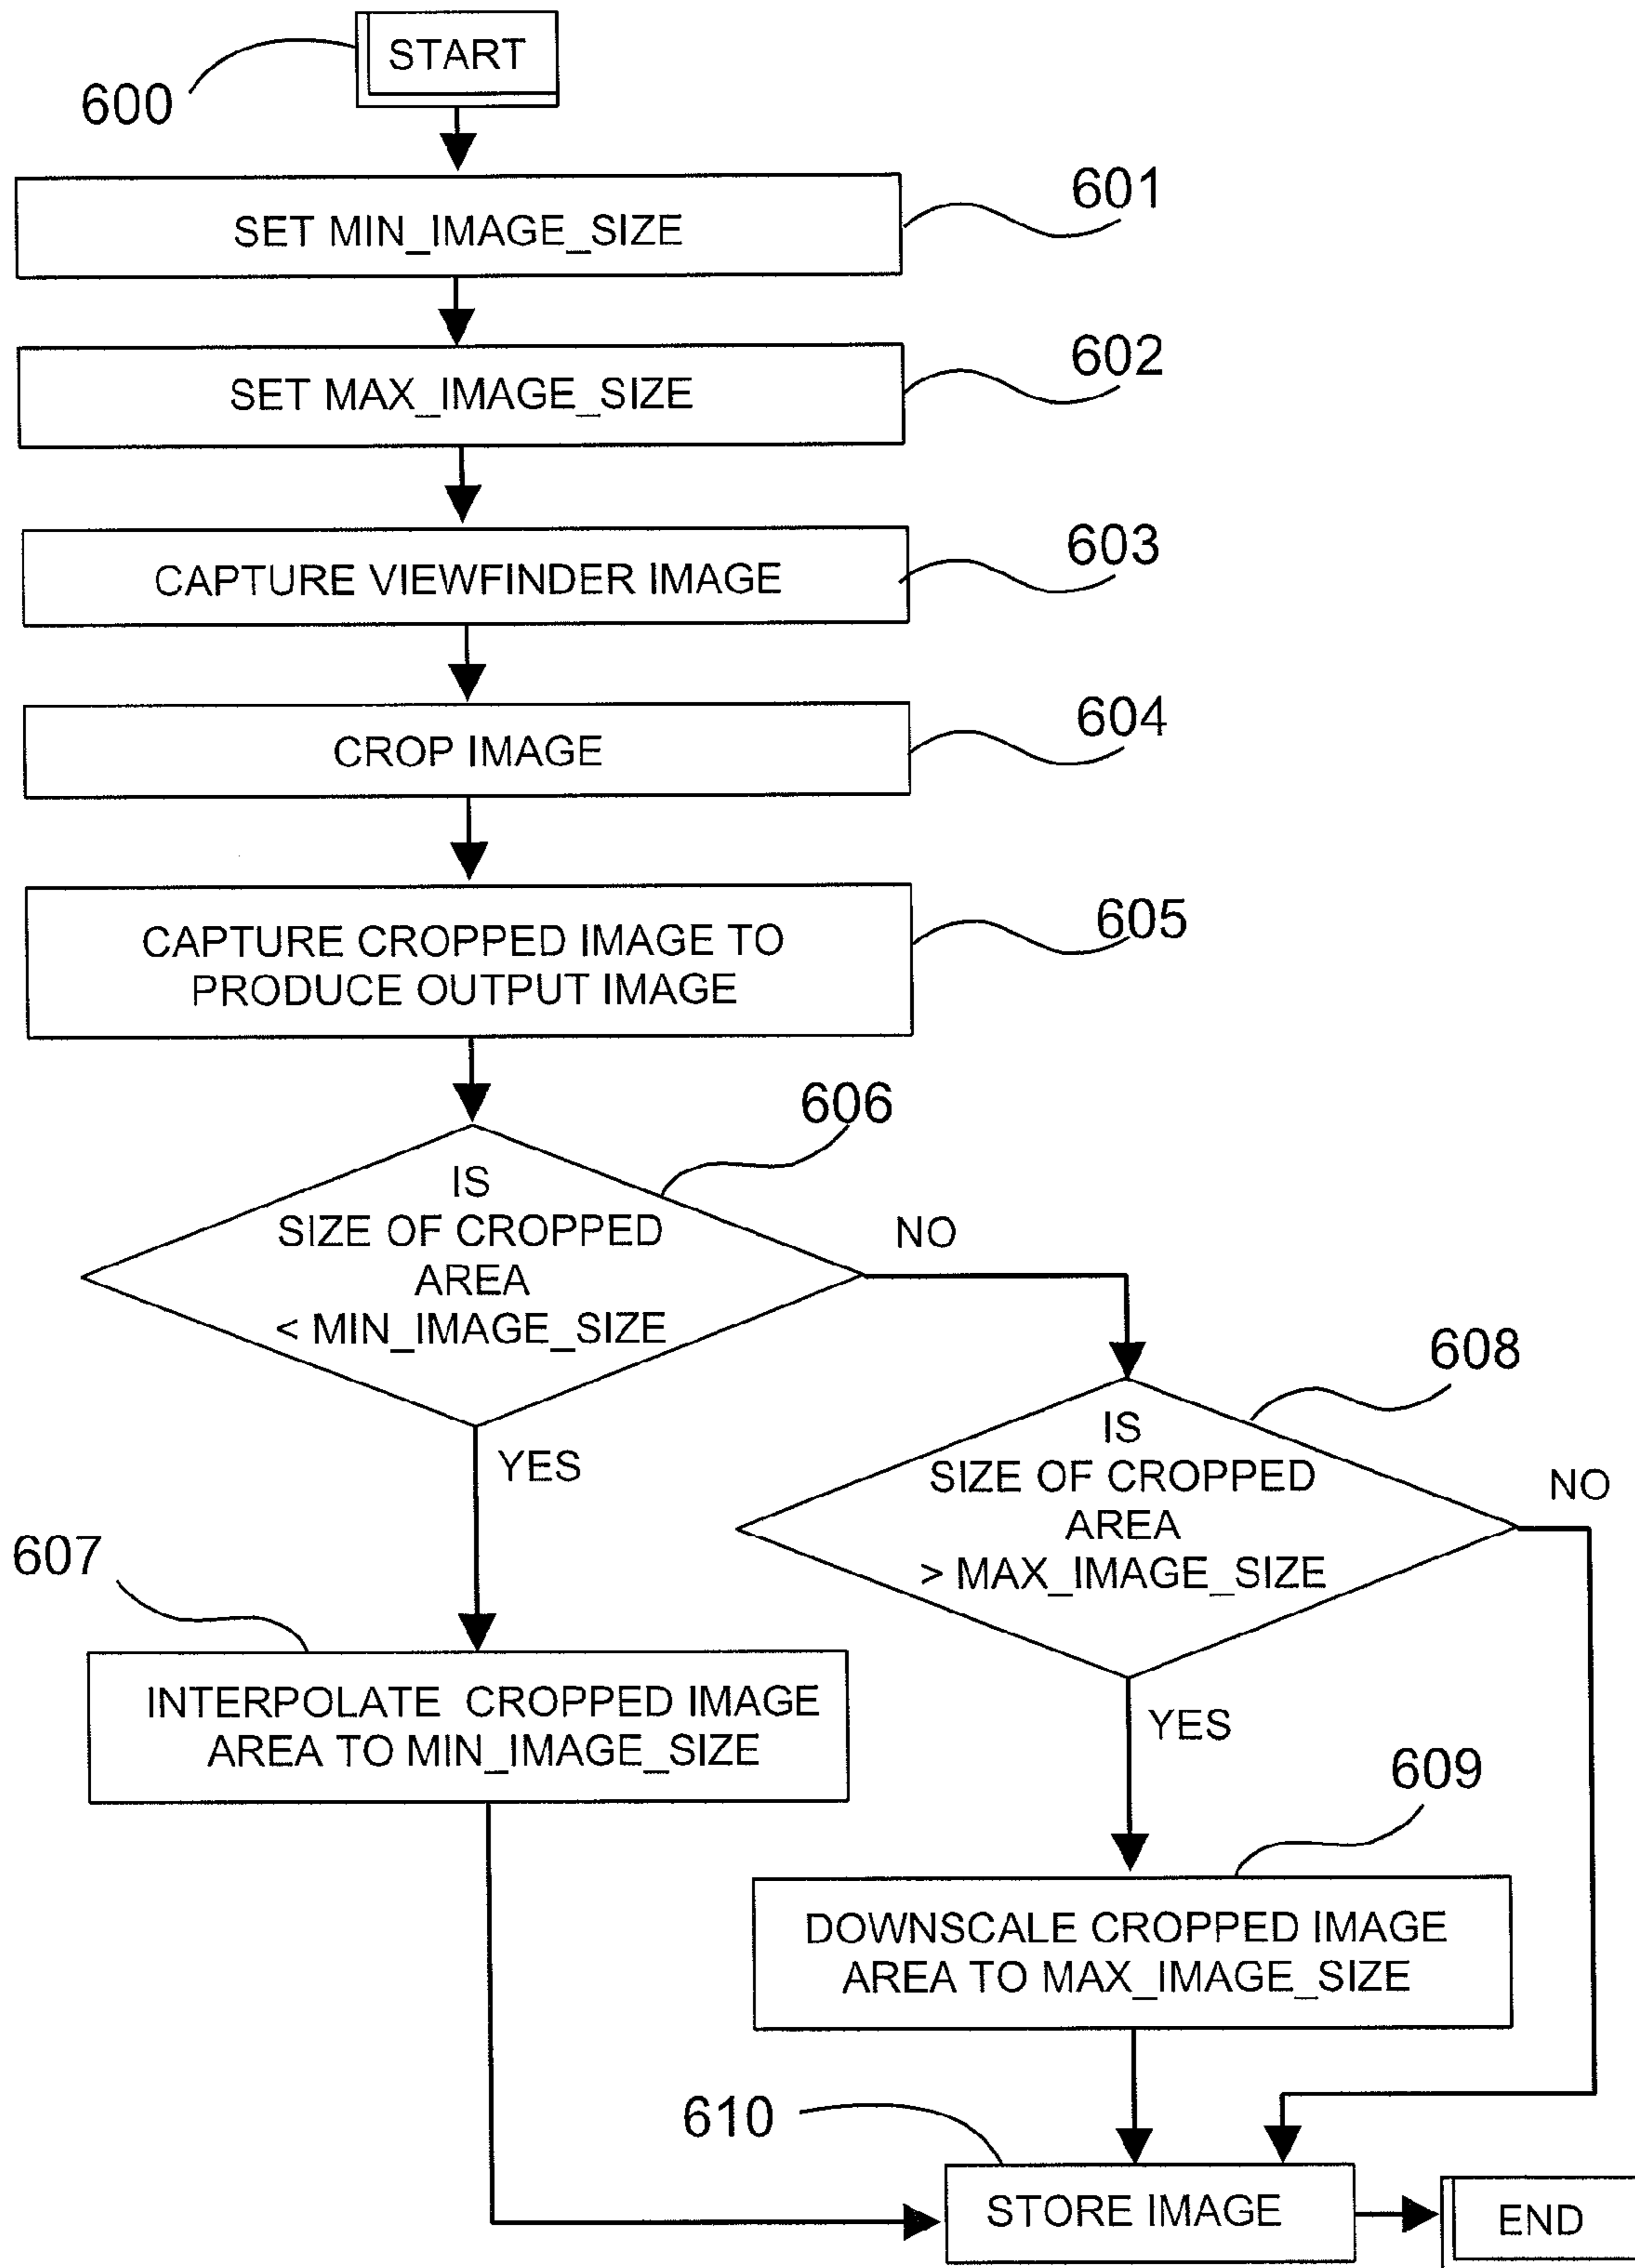 START
600
601
SET MIN_IMAGE_SIZE
602
SET MAX_IMAGE_SIZE
603
CAPTURE VIEWFINDER IMAGE
604
CROP IMAGE
605
CAPTURE CROPPED IMAGE TO
PRODUCE OUTPUT IMAGE
606
IS
SIZE OF CROPPED
AREA
< MIN_IMAGE_SIZE
NO
YES
608
IS
SIZE OF CROPPED
AREA
> MAX_IMAGE_SIZE
NO
YES
607
INTERPOLATE CROPPED IMAGE
AREA TO MIN_IMAGE_SIZE
609
DOWNSCALE CROPPED IMAGE
AREA TO MAX_IMAGE_SIZE
610
STORE IMAGE
END